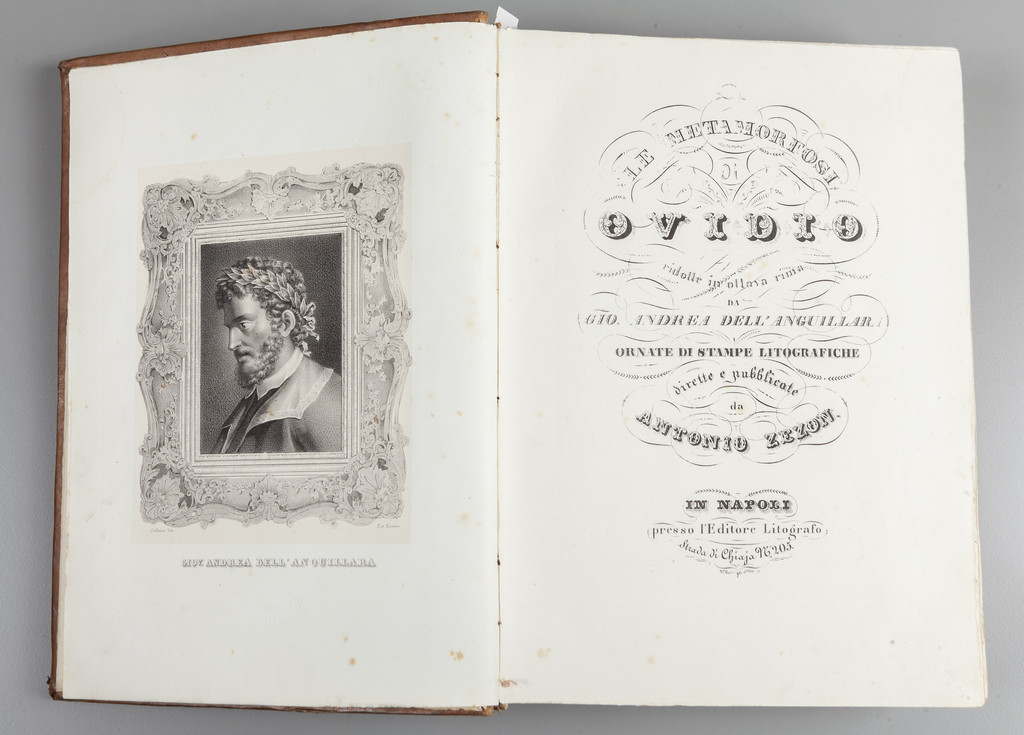 GIOV. ANDREA DELL'ANGUILLARA
LE METAMORFOSI
di
OVIDIO
ridotte in ottava rima
DA
GIO. ANDREA DELL'ANGUILLARA
ORNATE DI STAMPE LITOGRAFICHE
dirette e pubblicate
da
ANTONIO ZEZON.
IN NAPOLI
presso l'Editore Litografo
Strada di Chiaja N.° 205.